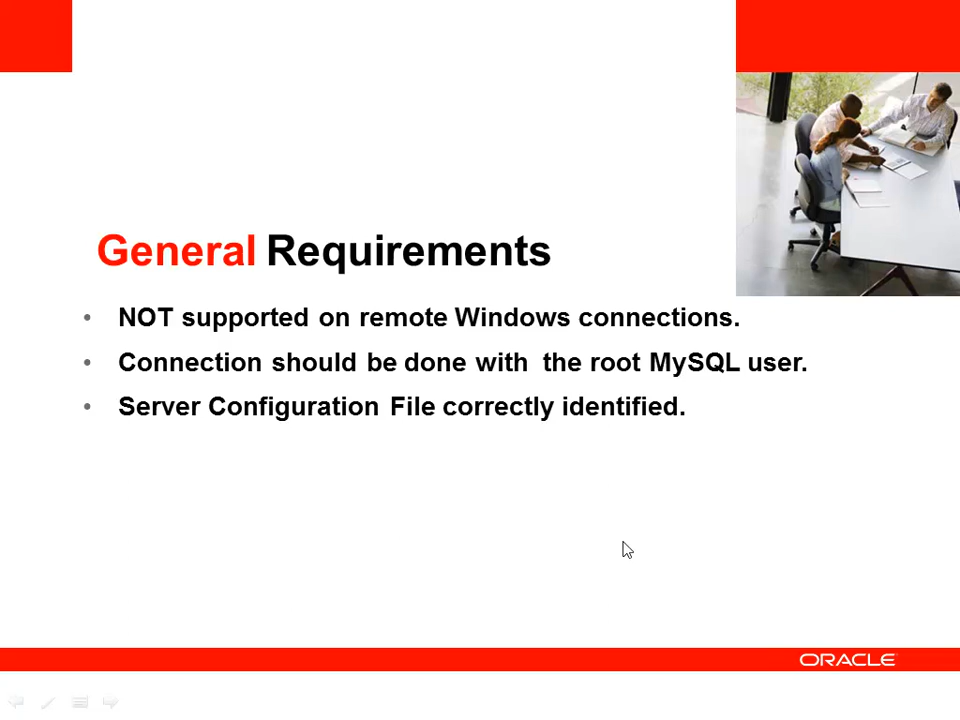 General Requirements
• NOT supported on remote Windows connections.
• Connection should be done with the root MySQL user.
• Server Configuration File correctly identified.
ORACLE